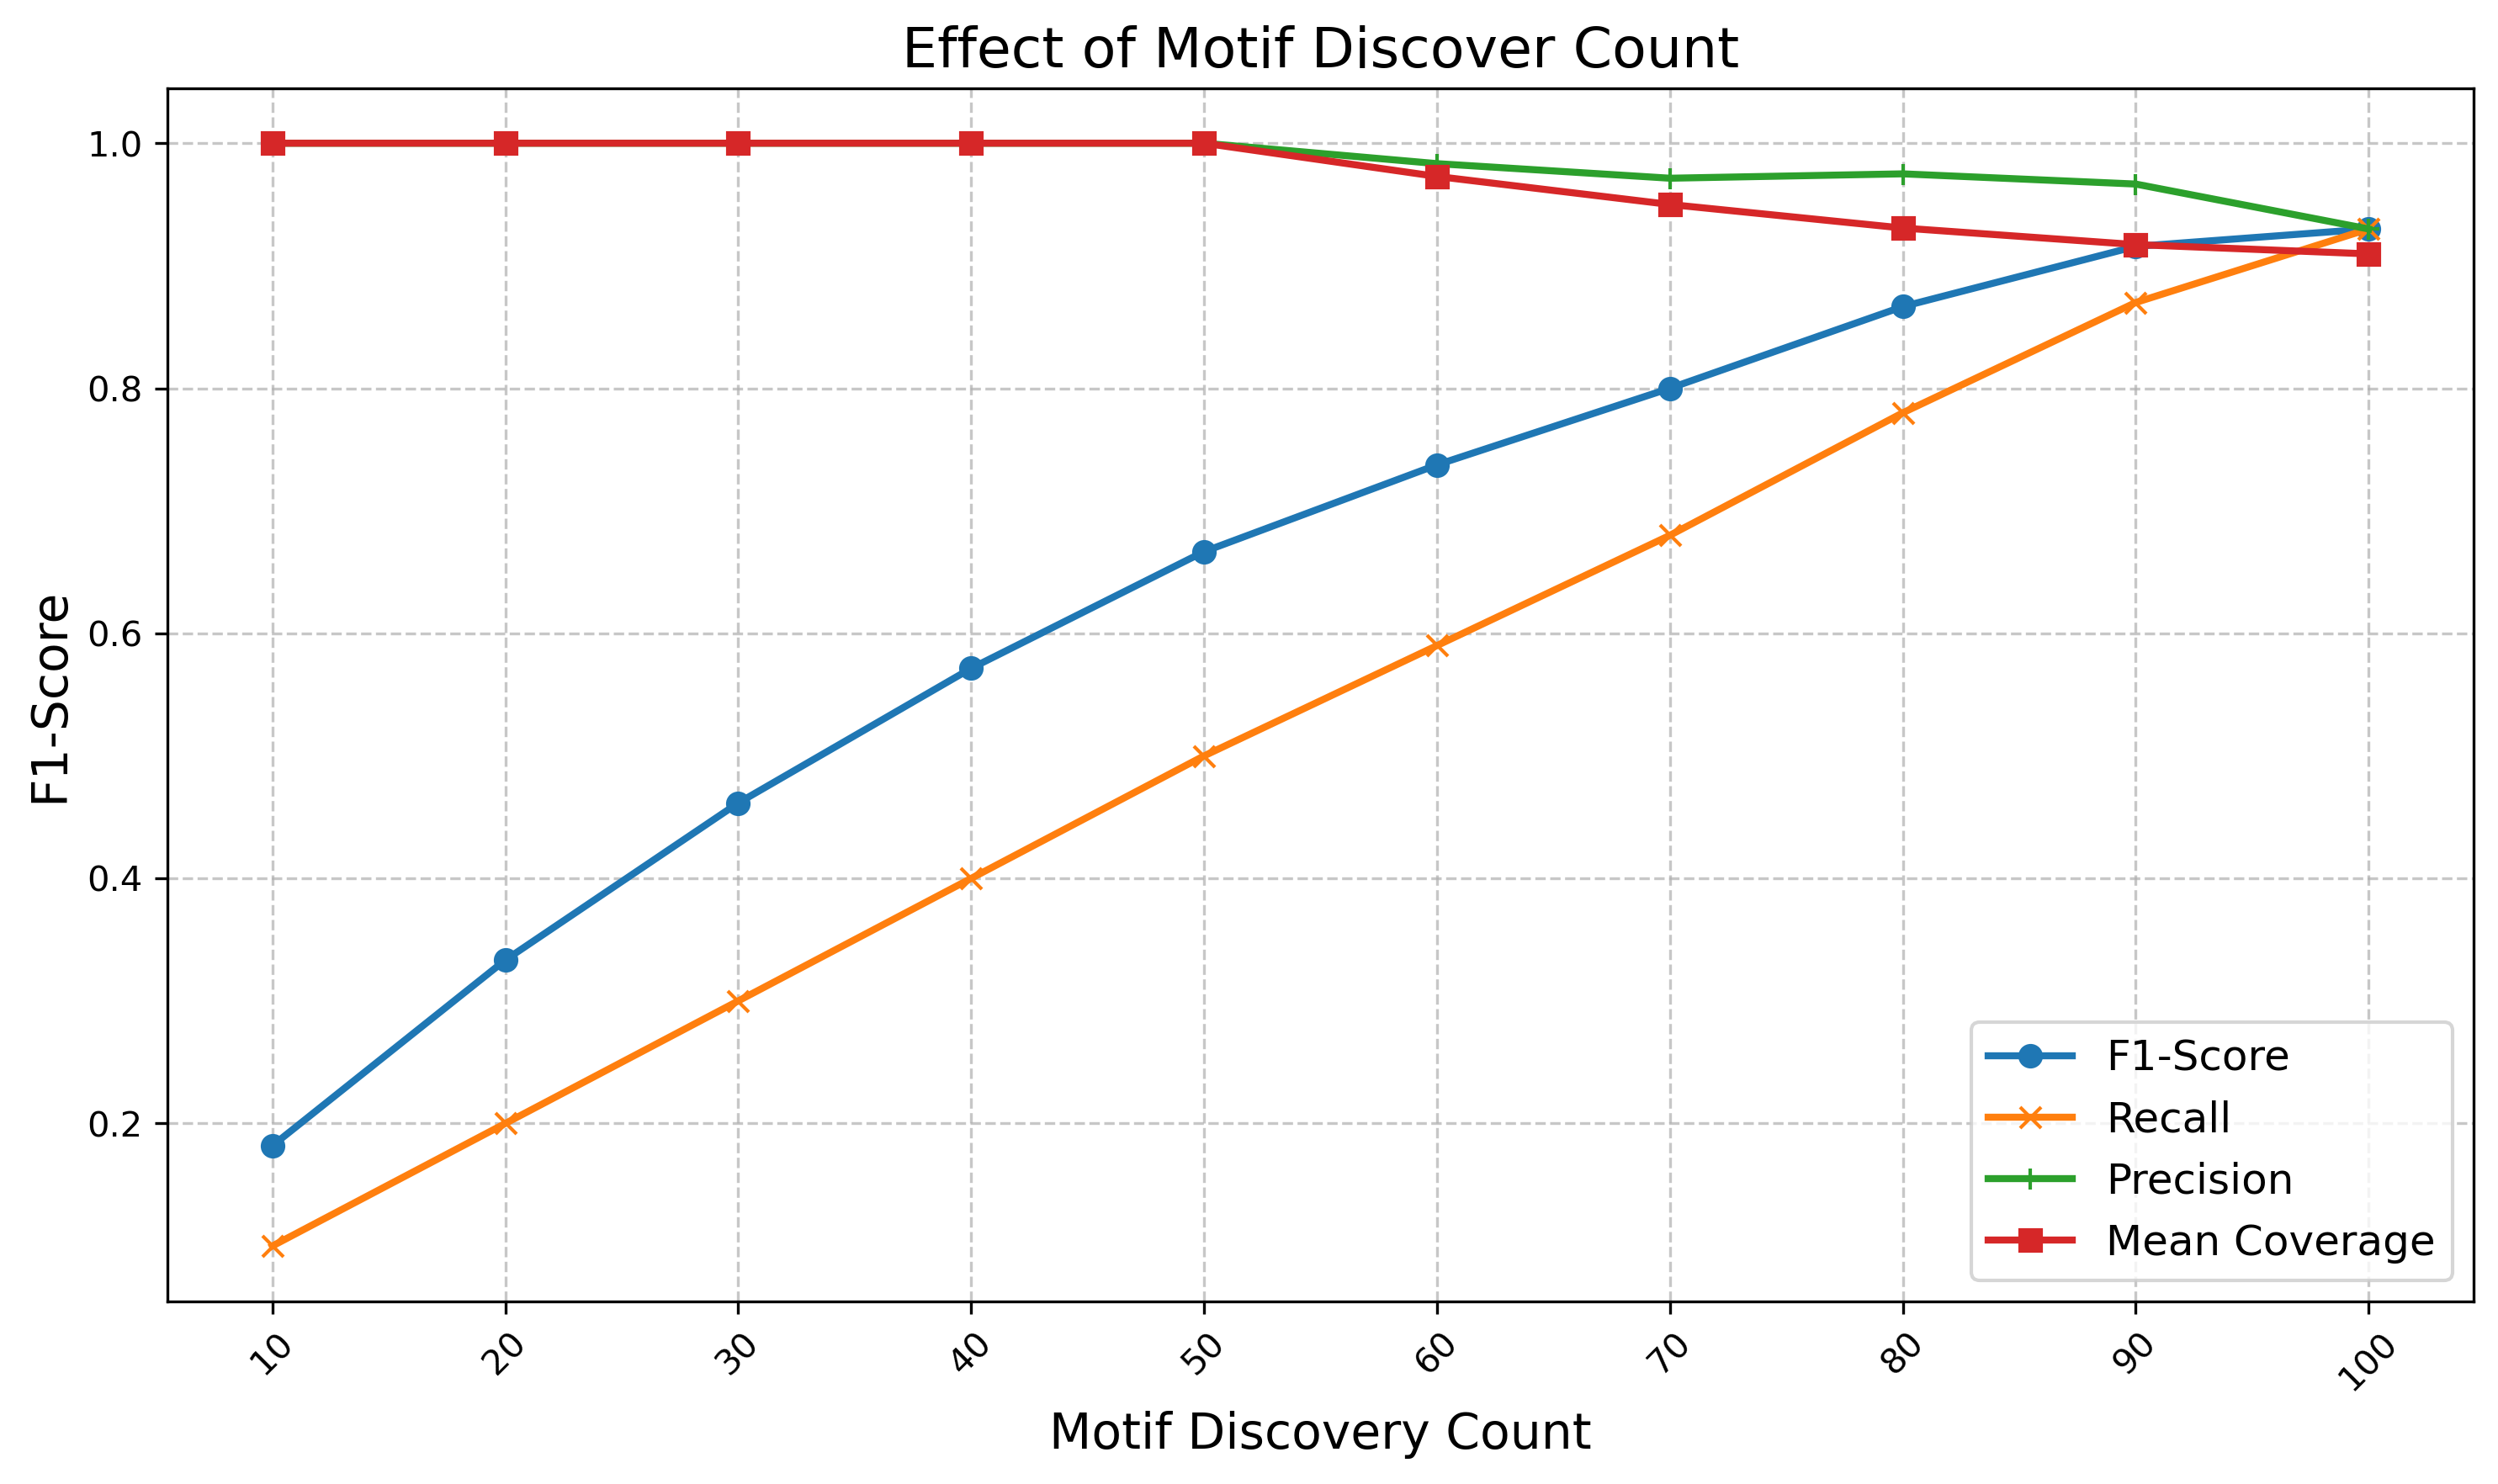 Effect of Motif Discover Count
F1-Score
1.0
0.8
0.6
0.4
0.2
10
20
30
40
50
60
70
80
90
100
Motif Discovery Count
F1-Score
Recall
Precision
Mean Coverage